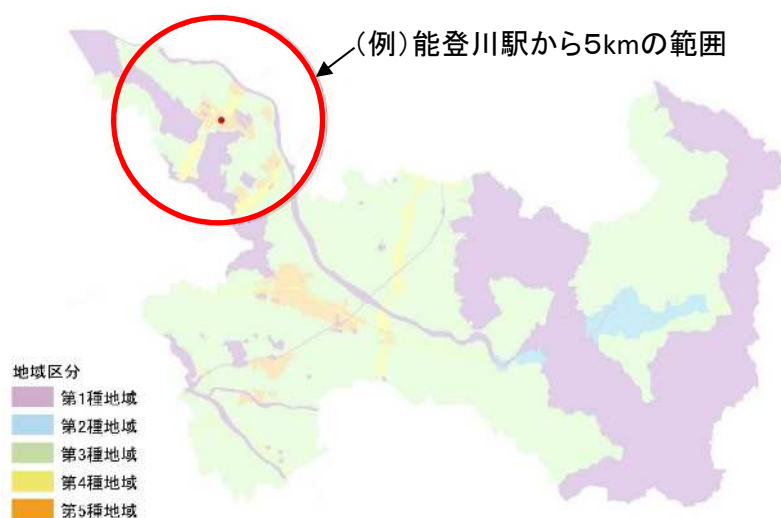 (例)能登川駅から5kmの範囲
地域区分
第1種地域
第2種地域
第3種地域
第4種地域
第5種地域